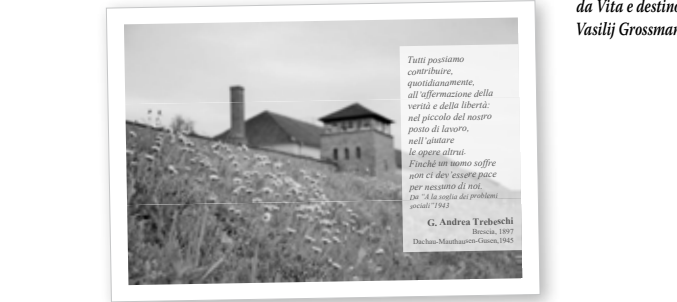 da Vita e destino
Vasilij Grossman
Tutti possiamo
contribuire,
quotidianamente,
all'affermazione della
verità e della libertà:
nel piccolo del nostro
posto di lavoro,
nell'aiutare
le opere altrui.
Finchè un uomo soffre
non ci dev'essere pace
per nessuno di noi.
Da "A la soglia dei problemi
sociali"1943
G. Andrea Trebeschi
Brescia, 1897
Dachau-Mauthausen-Gusen,1945